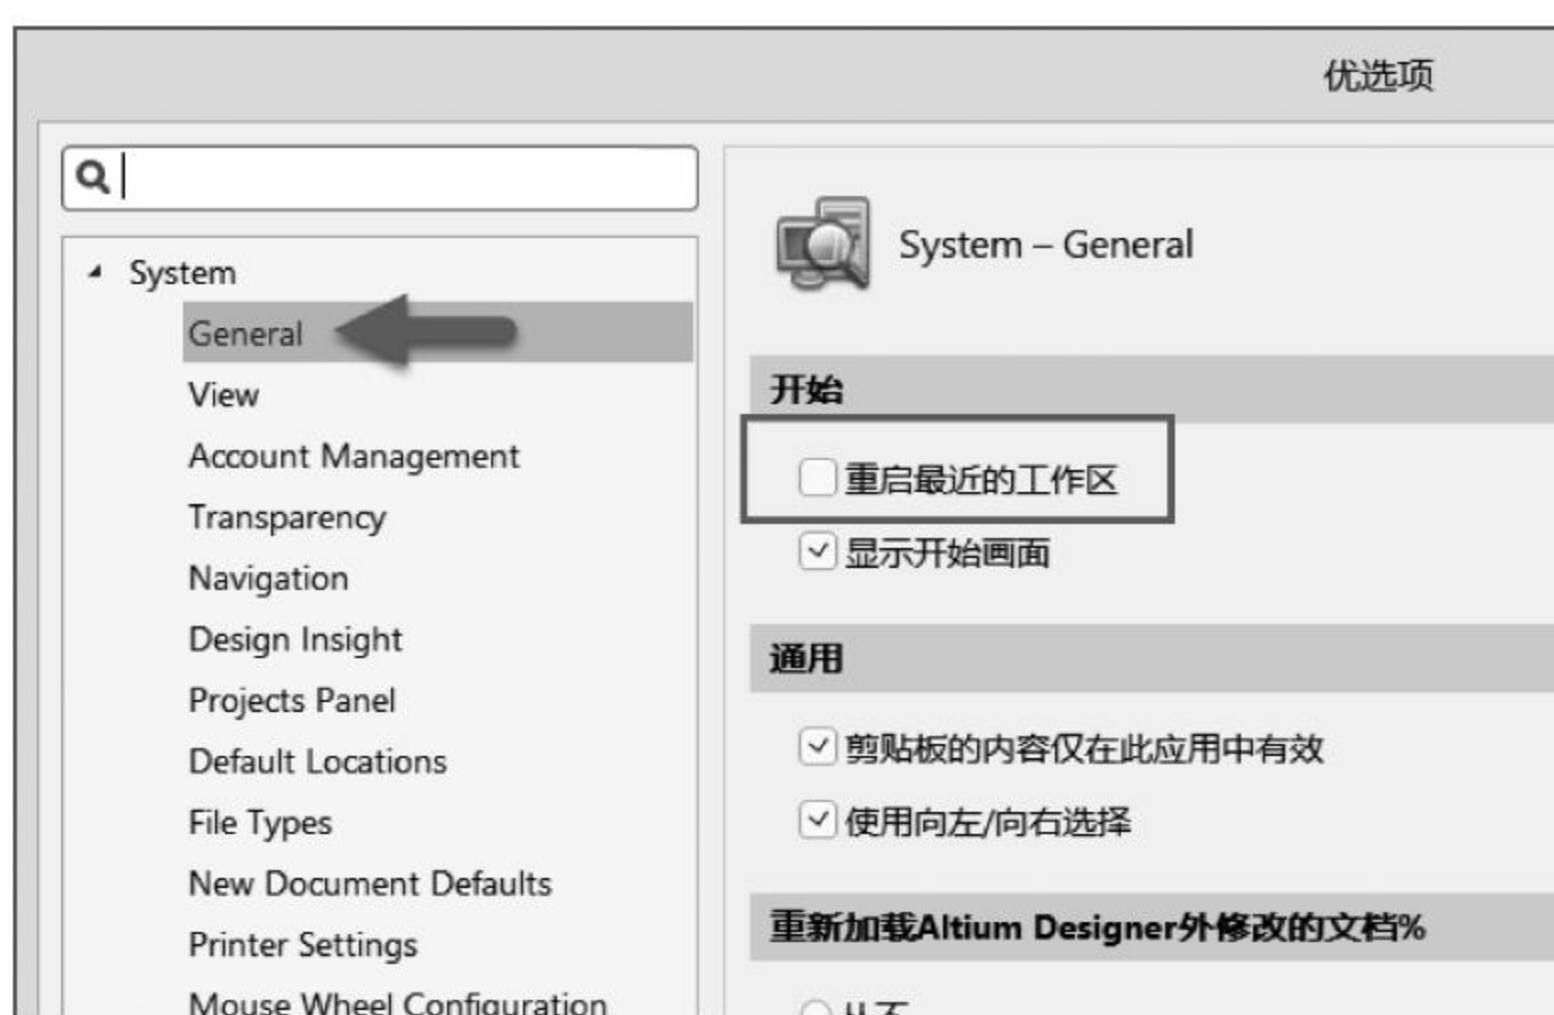 优选项
System
General
View
Account Management
Transparency
Navigation
Design Insight
Projects Panel
Default Locations
File Types
New Document Defaults
Printer Settings
Mouse Wheel Configuration
System – General
开始
重启最近的工作区
显示开始画面
通用
剪贴板的内容仅在此应用中有效
使用向左/向右选择
重新加载Altium Designer外修改的文档%
从不